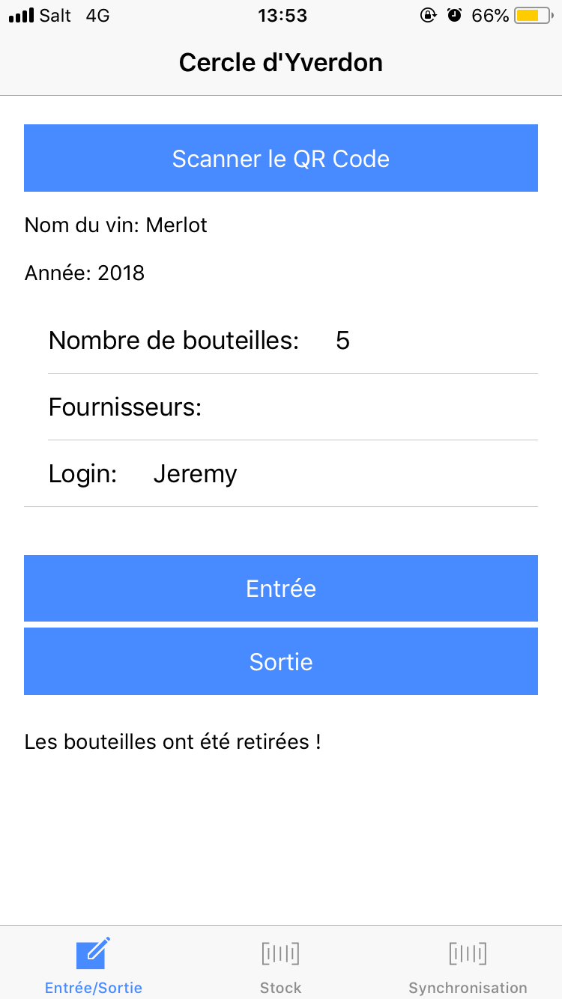 Salt 4G 13:53 66%
Cercle d'Yverdon
Scanner le QR Code
Nom du vin: Merlot
Année: 2018
Nombre de bouteilles: 5
Fournisseurs:
Login: Jeremy
Entrée
Sortie
Les bouteilles ont été retirées !
Entrée/Sortie Stock Synchronisation